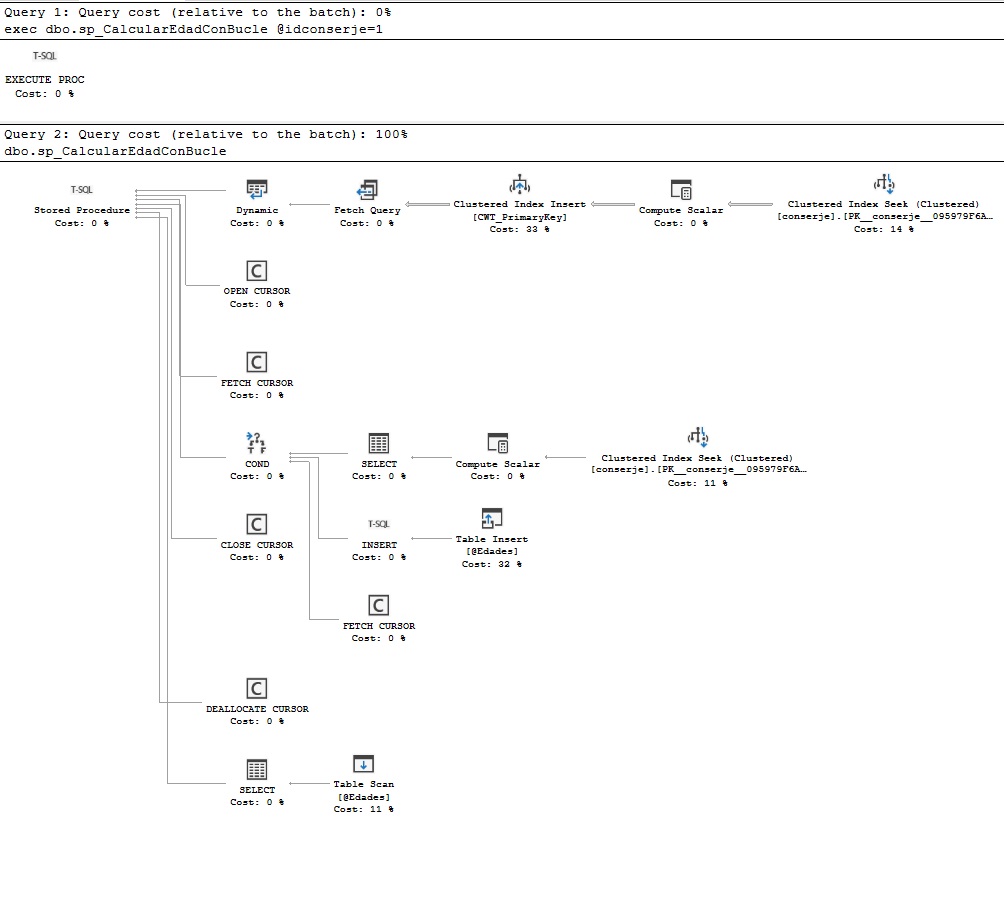 Query 1: Query cost (relative to the batch): 0%
exec dbo.sp_CalcularEdadConBucle @idconserje=1
T-SQL
EXECUTE PROC
Cost: 0 %
Query 2: Query cost (relative to the batch): 100%
dbo.sp_CalcularEdadConBucle
T-SQL
Stored Procedure
Cost: 0 %
Dynamic
Cost: 0 %
Fetch Query
Cost: 0 %
Clustered Index Insert
[CWT_PrimaryKey]
Cost: 33 %
Compute Scalar
Cost: 0 %
Clustered Index Seek (Clustered)
[conserje].[PK__conserje__095979F6A…
Cost: 14 %
C
OPEN CURSOR
Cost: 0 %
C
FETCH CURSOR
Cost: 0 %
?
T F
COND
Cost: 0 %
SELECT
Cost: 0 %
Compute Scalar
Cost: 0 %
Clustered Index Seek (Clustered)
[conserje].[PK__conserje__095979F6A…
Cost: 11 %
C
CLOSE CURSOR
Cost: 0 %
T-SQL
INSERT
Cost: 0 %
Table Insert
[@Edades]
Cost: 32 %
C
FETCH CURSOR
Cost: 0 %
C
DEALLOCATE CURSOR
Cost: 0 %
SELECT
Cost: 0 %
Table Scan
[@Edades]
Cost: 11 %